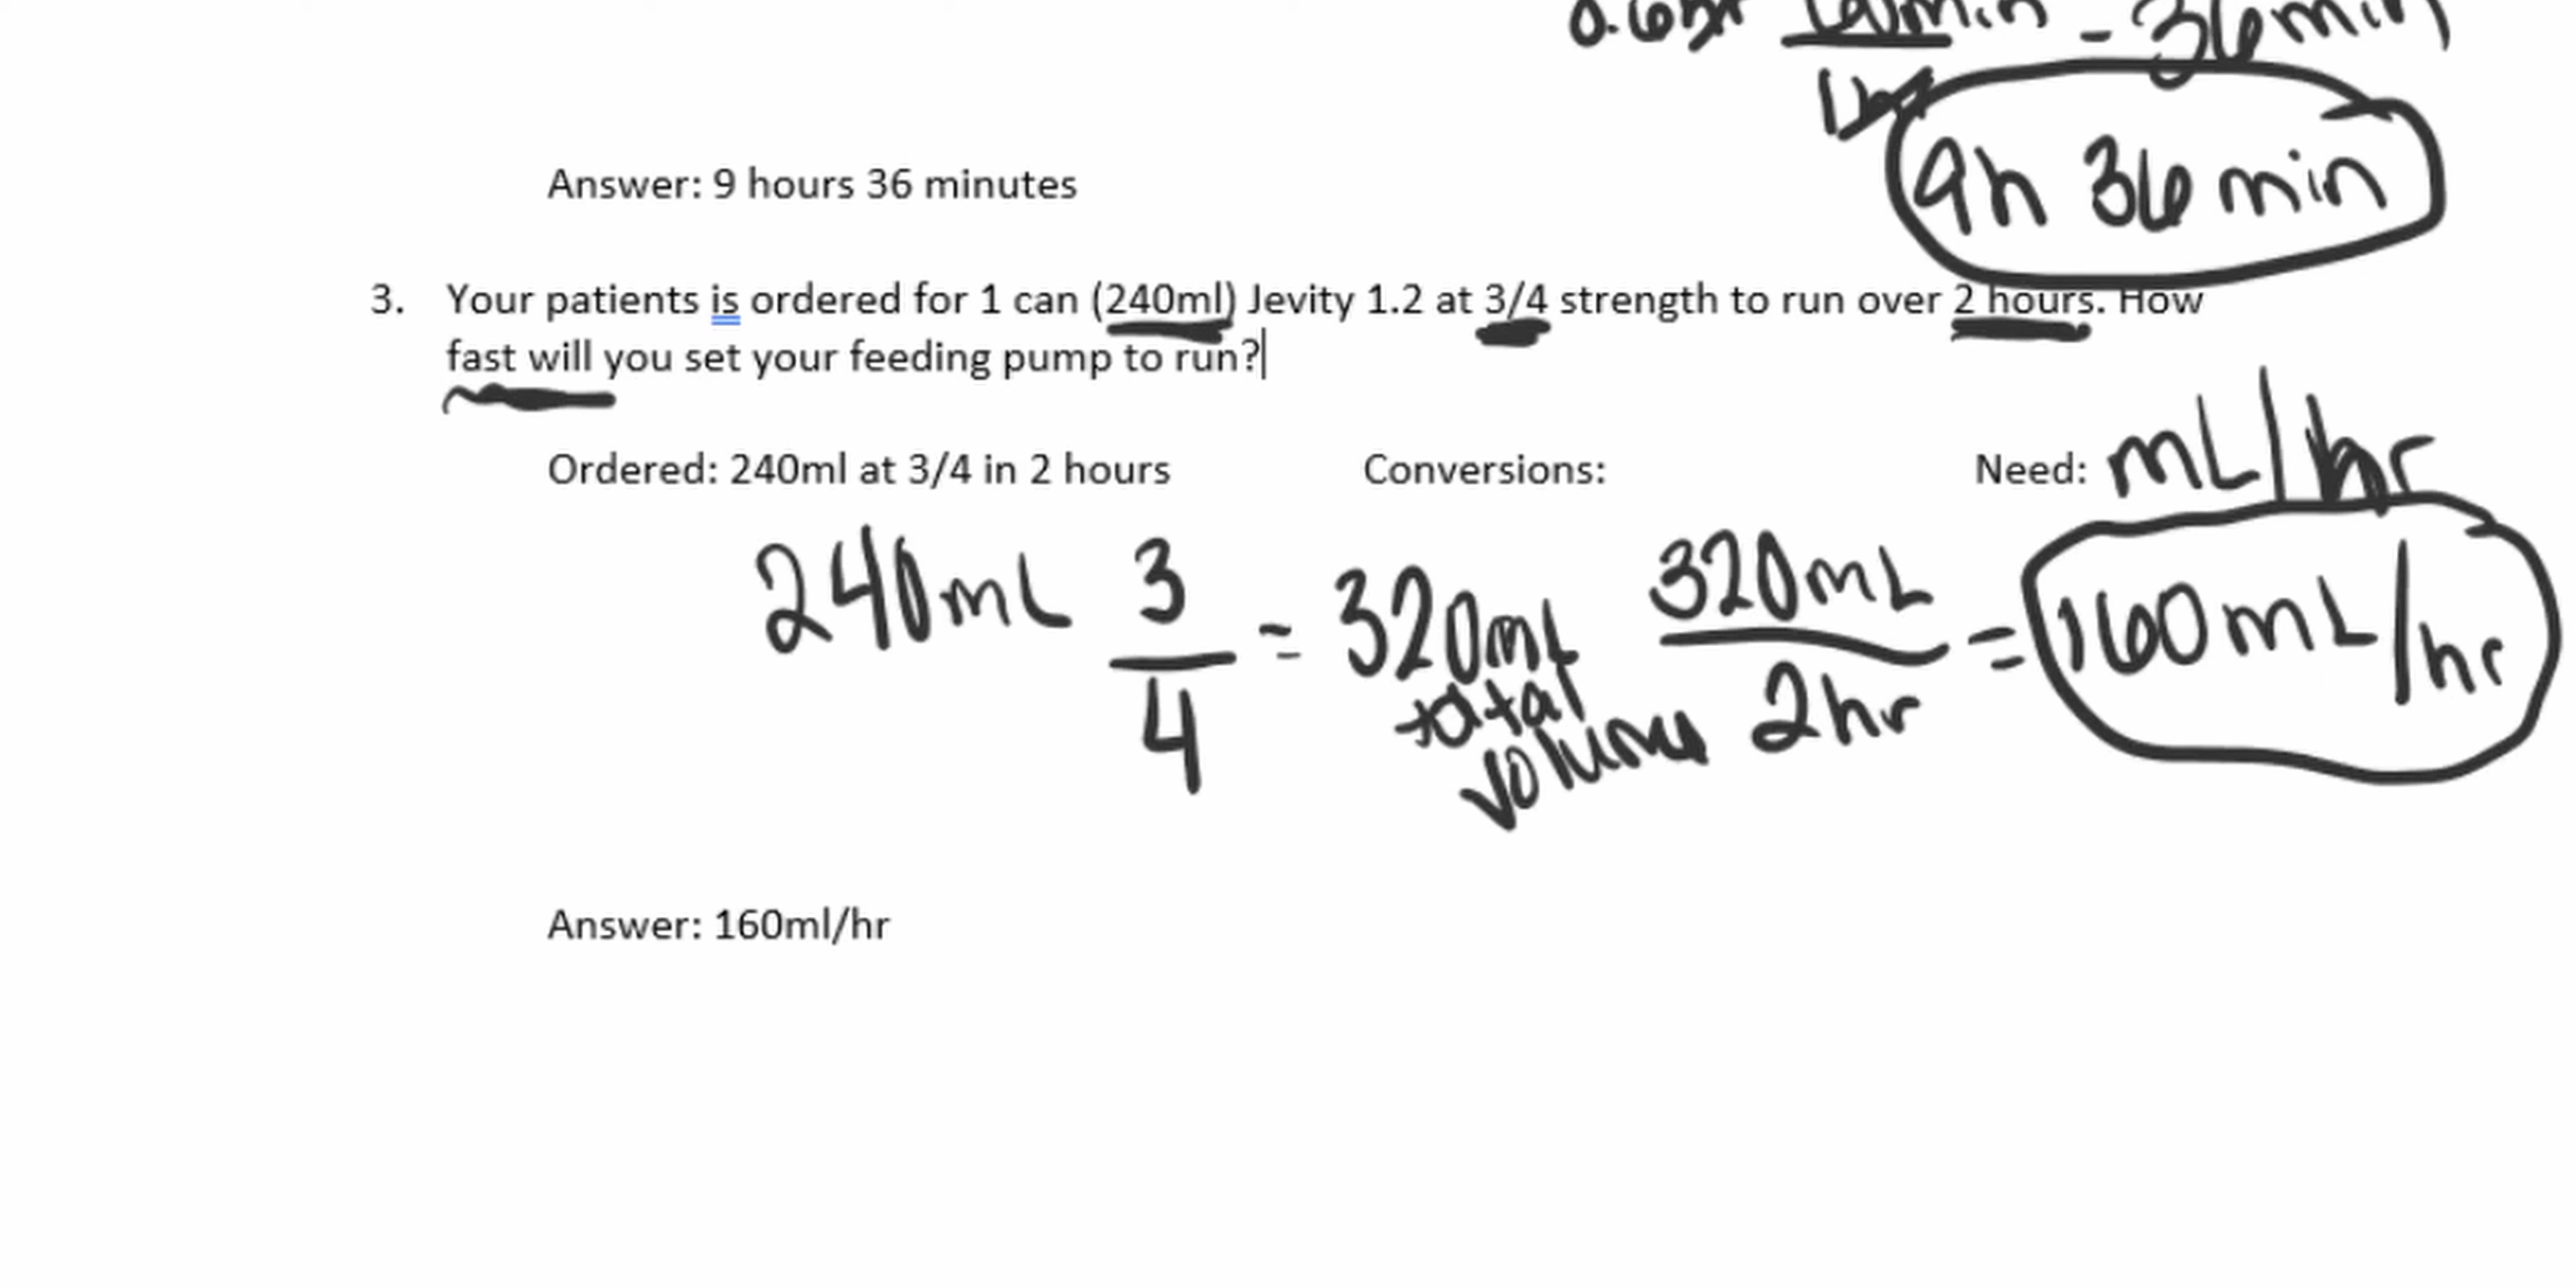 0.6hr 60min = 36min
1hr
Answer: 9 hours 36 minutes
9h 36min
3. Your patients is ordered for 1 can (240ml) Jevity 1.2 at 3/4 strength to run over 2 hours. How
fast will you set your feeding pump to run?
Ordered: 240ml at 3/4 in 2 hours Conversions: Need: mL/hr
240mL 3/4 = 320mL total volume 320mL/2hr = 160mL/hr
Answer: 160ml/hr